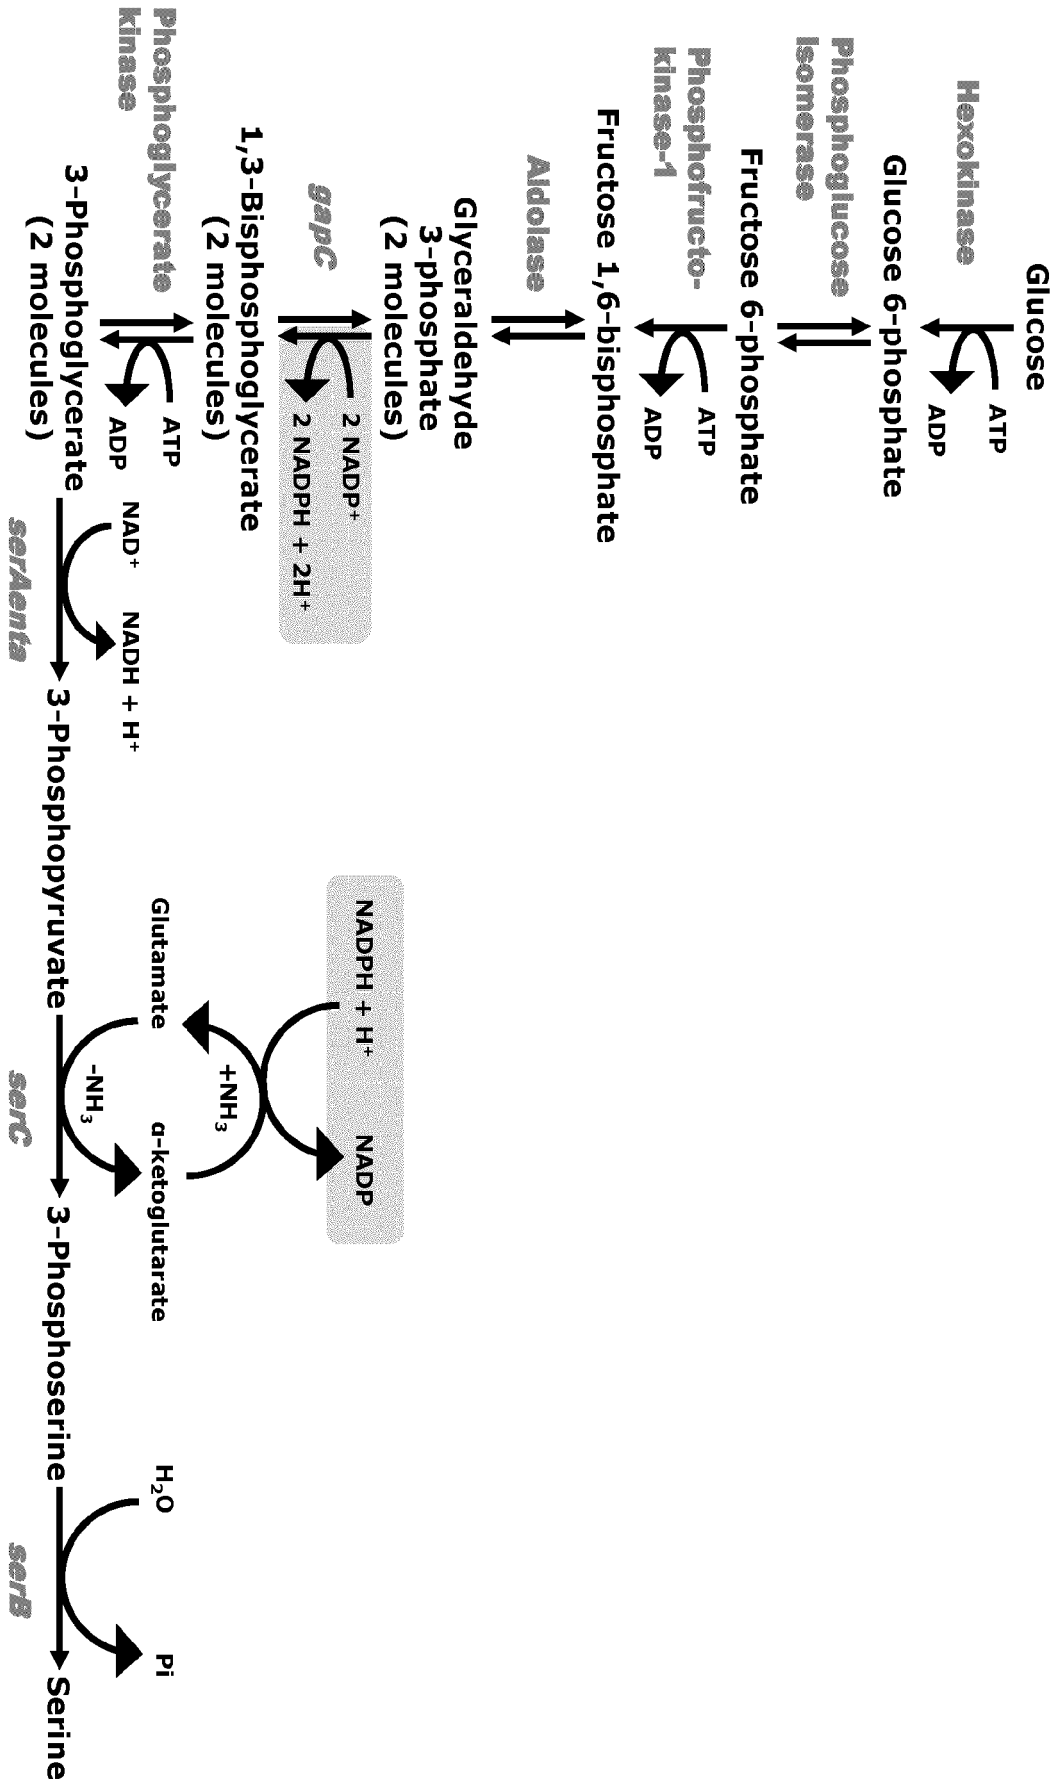 Glucose
Hexokinase
ATP
ADP
Glucose 6-phosphate
Phosphoglucose
isomerase
Fructose 6-phosphate
Phosphofructo-
kinase-1
ATP
ADP
Fructose 1,6-bisphosphate
Aldolase
Glyceraldehyde
3-phosphate
(2 molecules)
gapC
2 NADP⁺
2 NADPH + 2H⁺
1,3-Bisphosphoglycerate
(2 molecules)
Phosphoglycerate
kinase
ATP
ADP
3-Phosphoglycerate
(2 molecules)
NAD⁺
NADH + H⁺
serAenta
3-Phosphopyruvate
NADPH + H⁺
NADP
+NH₃
Glutamate
α-ketoglutarate
-NH₃
serC
3-Phosphoserine
H₂O
Pi
serB
Serine